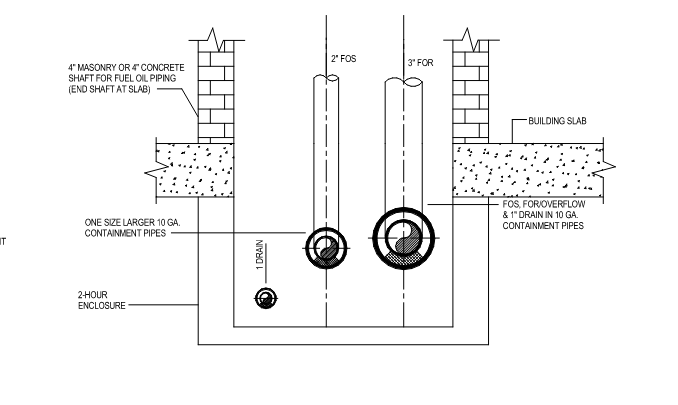 2" FOS
3" FOR
4" MASONRY OR 4" CONCRETE
SHAFT FOR FUEL OIL PIPING
(END SHAFT AT SLAB)
BUILDING SLAB
FOS, FOR/OVERFLOW
& 1" DRAIN IN 10 GA.
CONTAINMENT PIPES
ONE SIZE LARGER 10 GA.
CONTAINMENT PIPES
1 DRAIN
NT
2-HOUR
ENCLOSURE